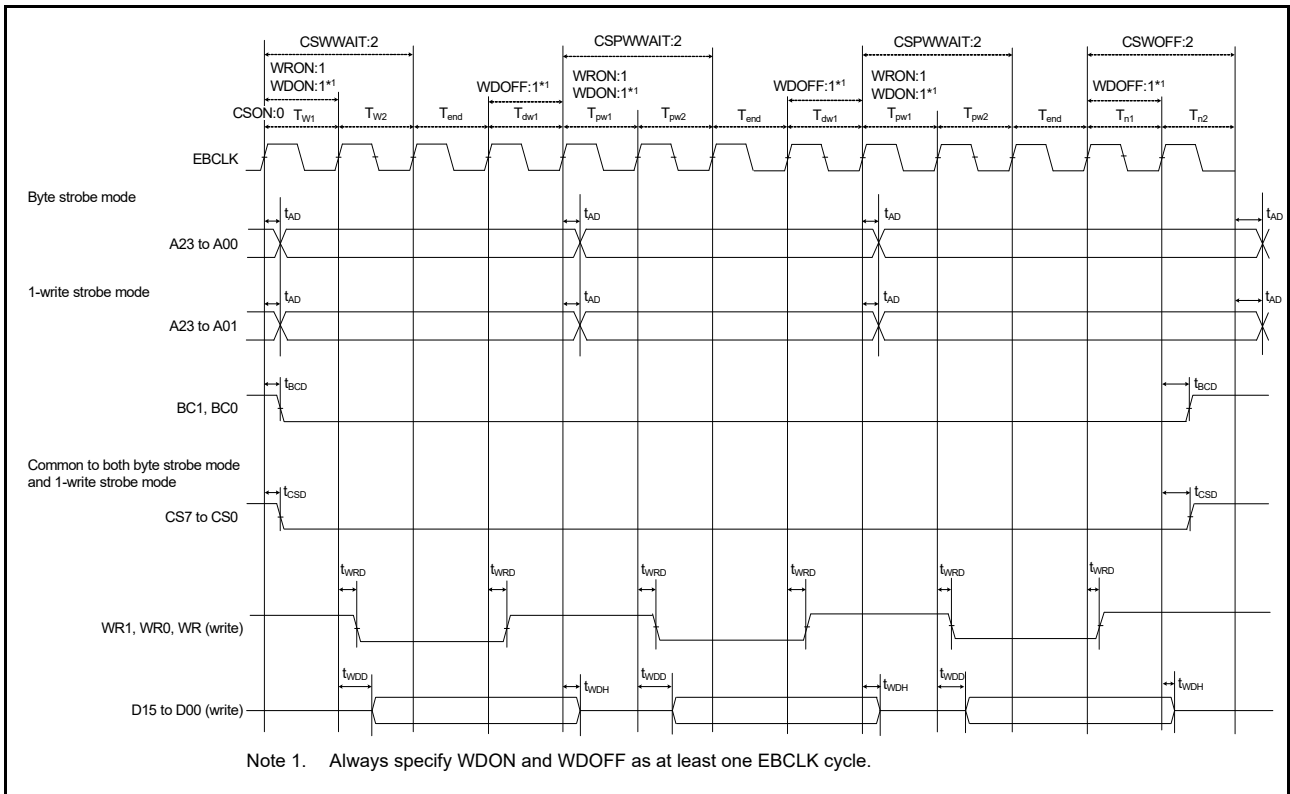 CSWWAIT:2 CSPWWAIT:2 CSPWWAIT:2 CSWOFF:2
WRON:1 WRON:1 WRON:1
WDON:1*1 WDOFF:1*1 WDON:1*1 WDOFF:1*1 WDON:1*1 WDOFF:1*1
CSON:0 TW1 TW2 Tend Tdw1 Tpw1 Tpw2 Tend Tdw1 Tpw1 Tpw2 Tend Tn1 Tn2
EBCLK
Byte strobe mode
tAD tAD tAD tAD
A23 to A00
1-write strobe mode
tAD tAD tAD tAD
A23 to A01
tBCD tBCD
BC1, BC0
Common to both byte strobe mode
and 1-write strobe mode
tCSD tCSD
CS7 to CS0
tWRD tWRD tWRD tWRD tWRD tWRD
WR1, WR0, WR (write)
tWDD tWDH tWDD tWDH tWDD tWDH
D15 to D00 (write)
Note 1. Always specify WDON and WDOFF as at least one EBCLK cycle.